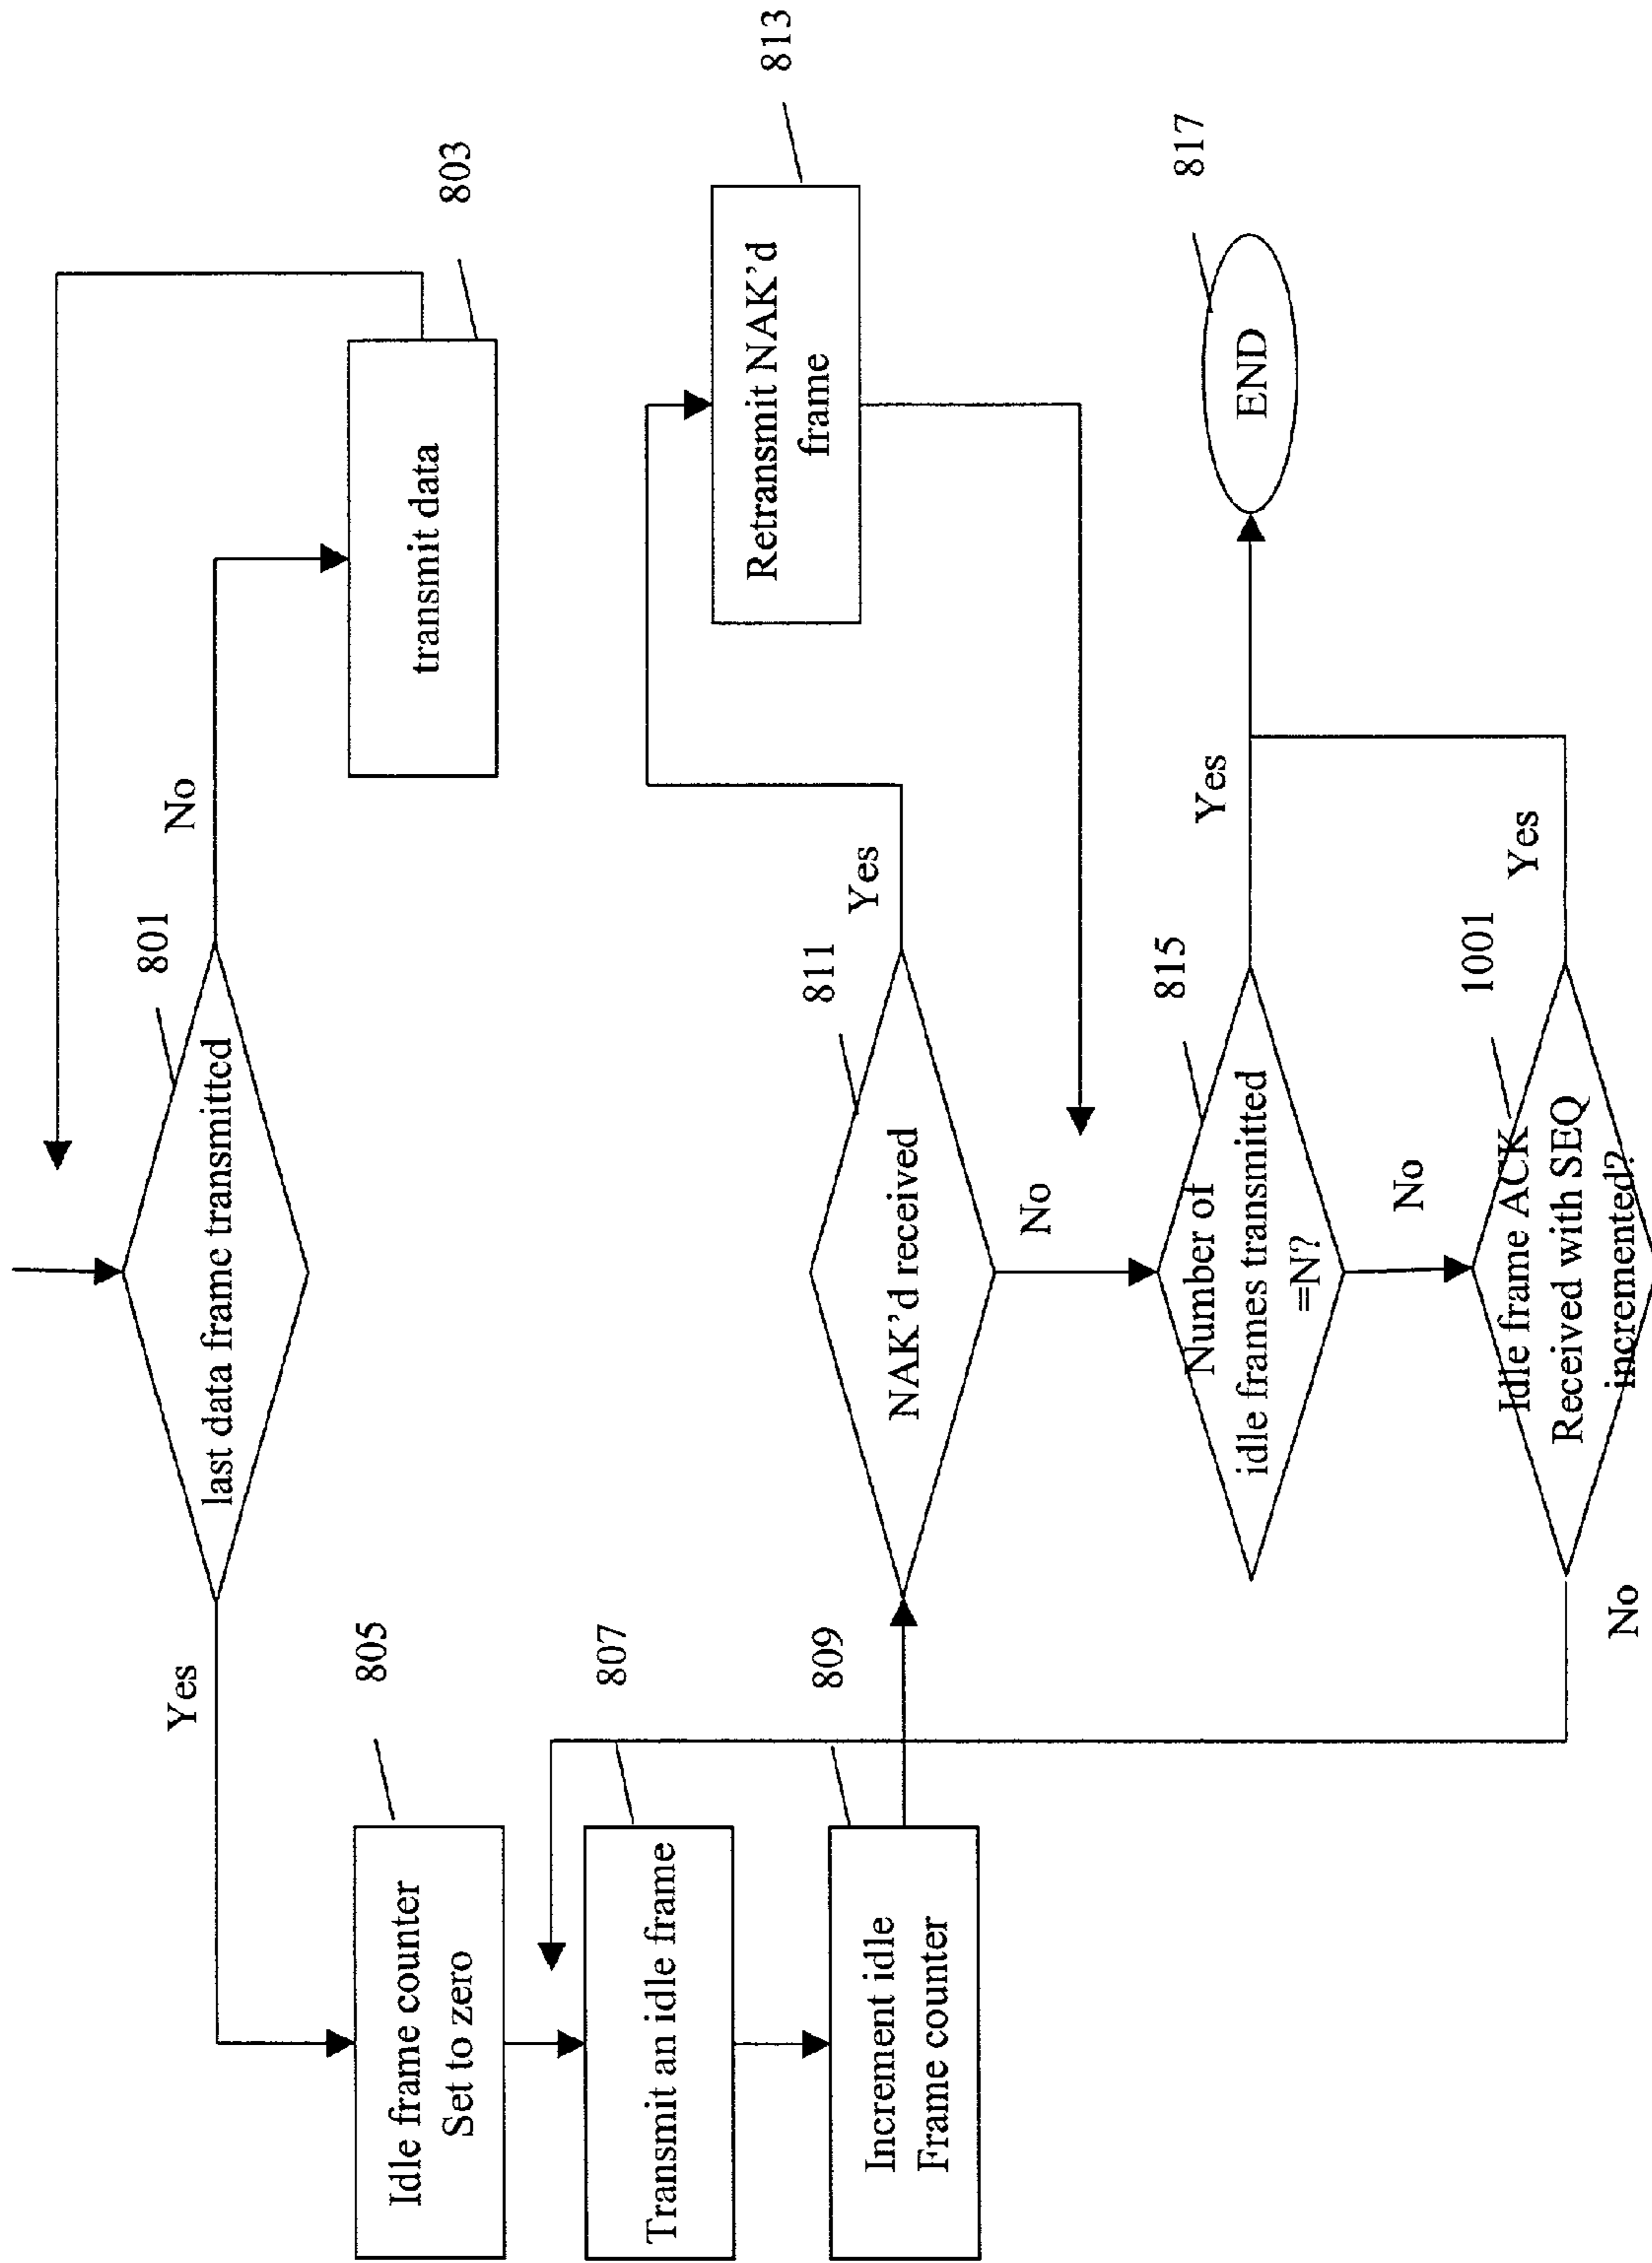 last data frame transmitted
801
No
transmit data
803
Yes
Idle frame counter
Set to zero
805
Transmit an idle frame
807
Increment idle
Frame counter
809
NAK'd received
811
Yes
Retransmit NAK'd
frame
813
No
Number of
idle frames transmitted
=N?
815
Yes
END
817
No
Idle frame ACK
Received with SEQ
incremented?
1001
Yes
No